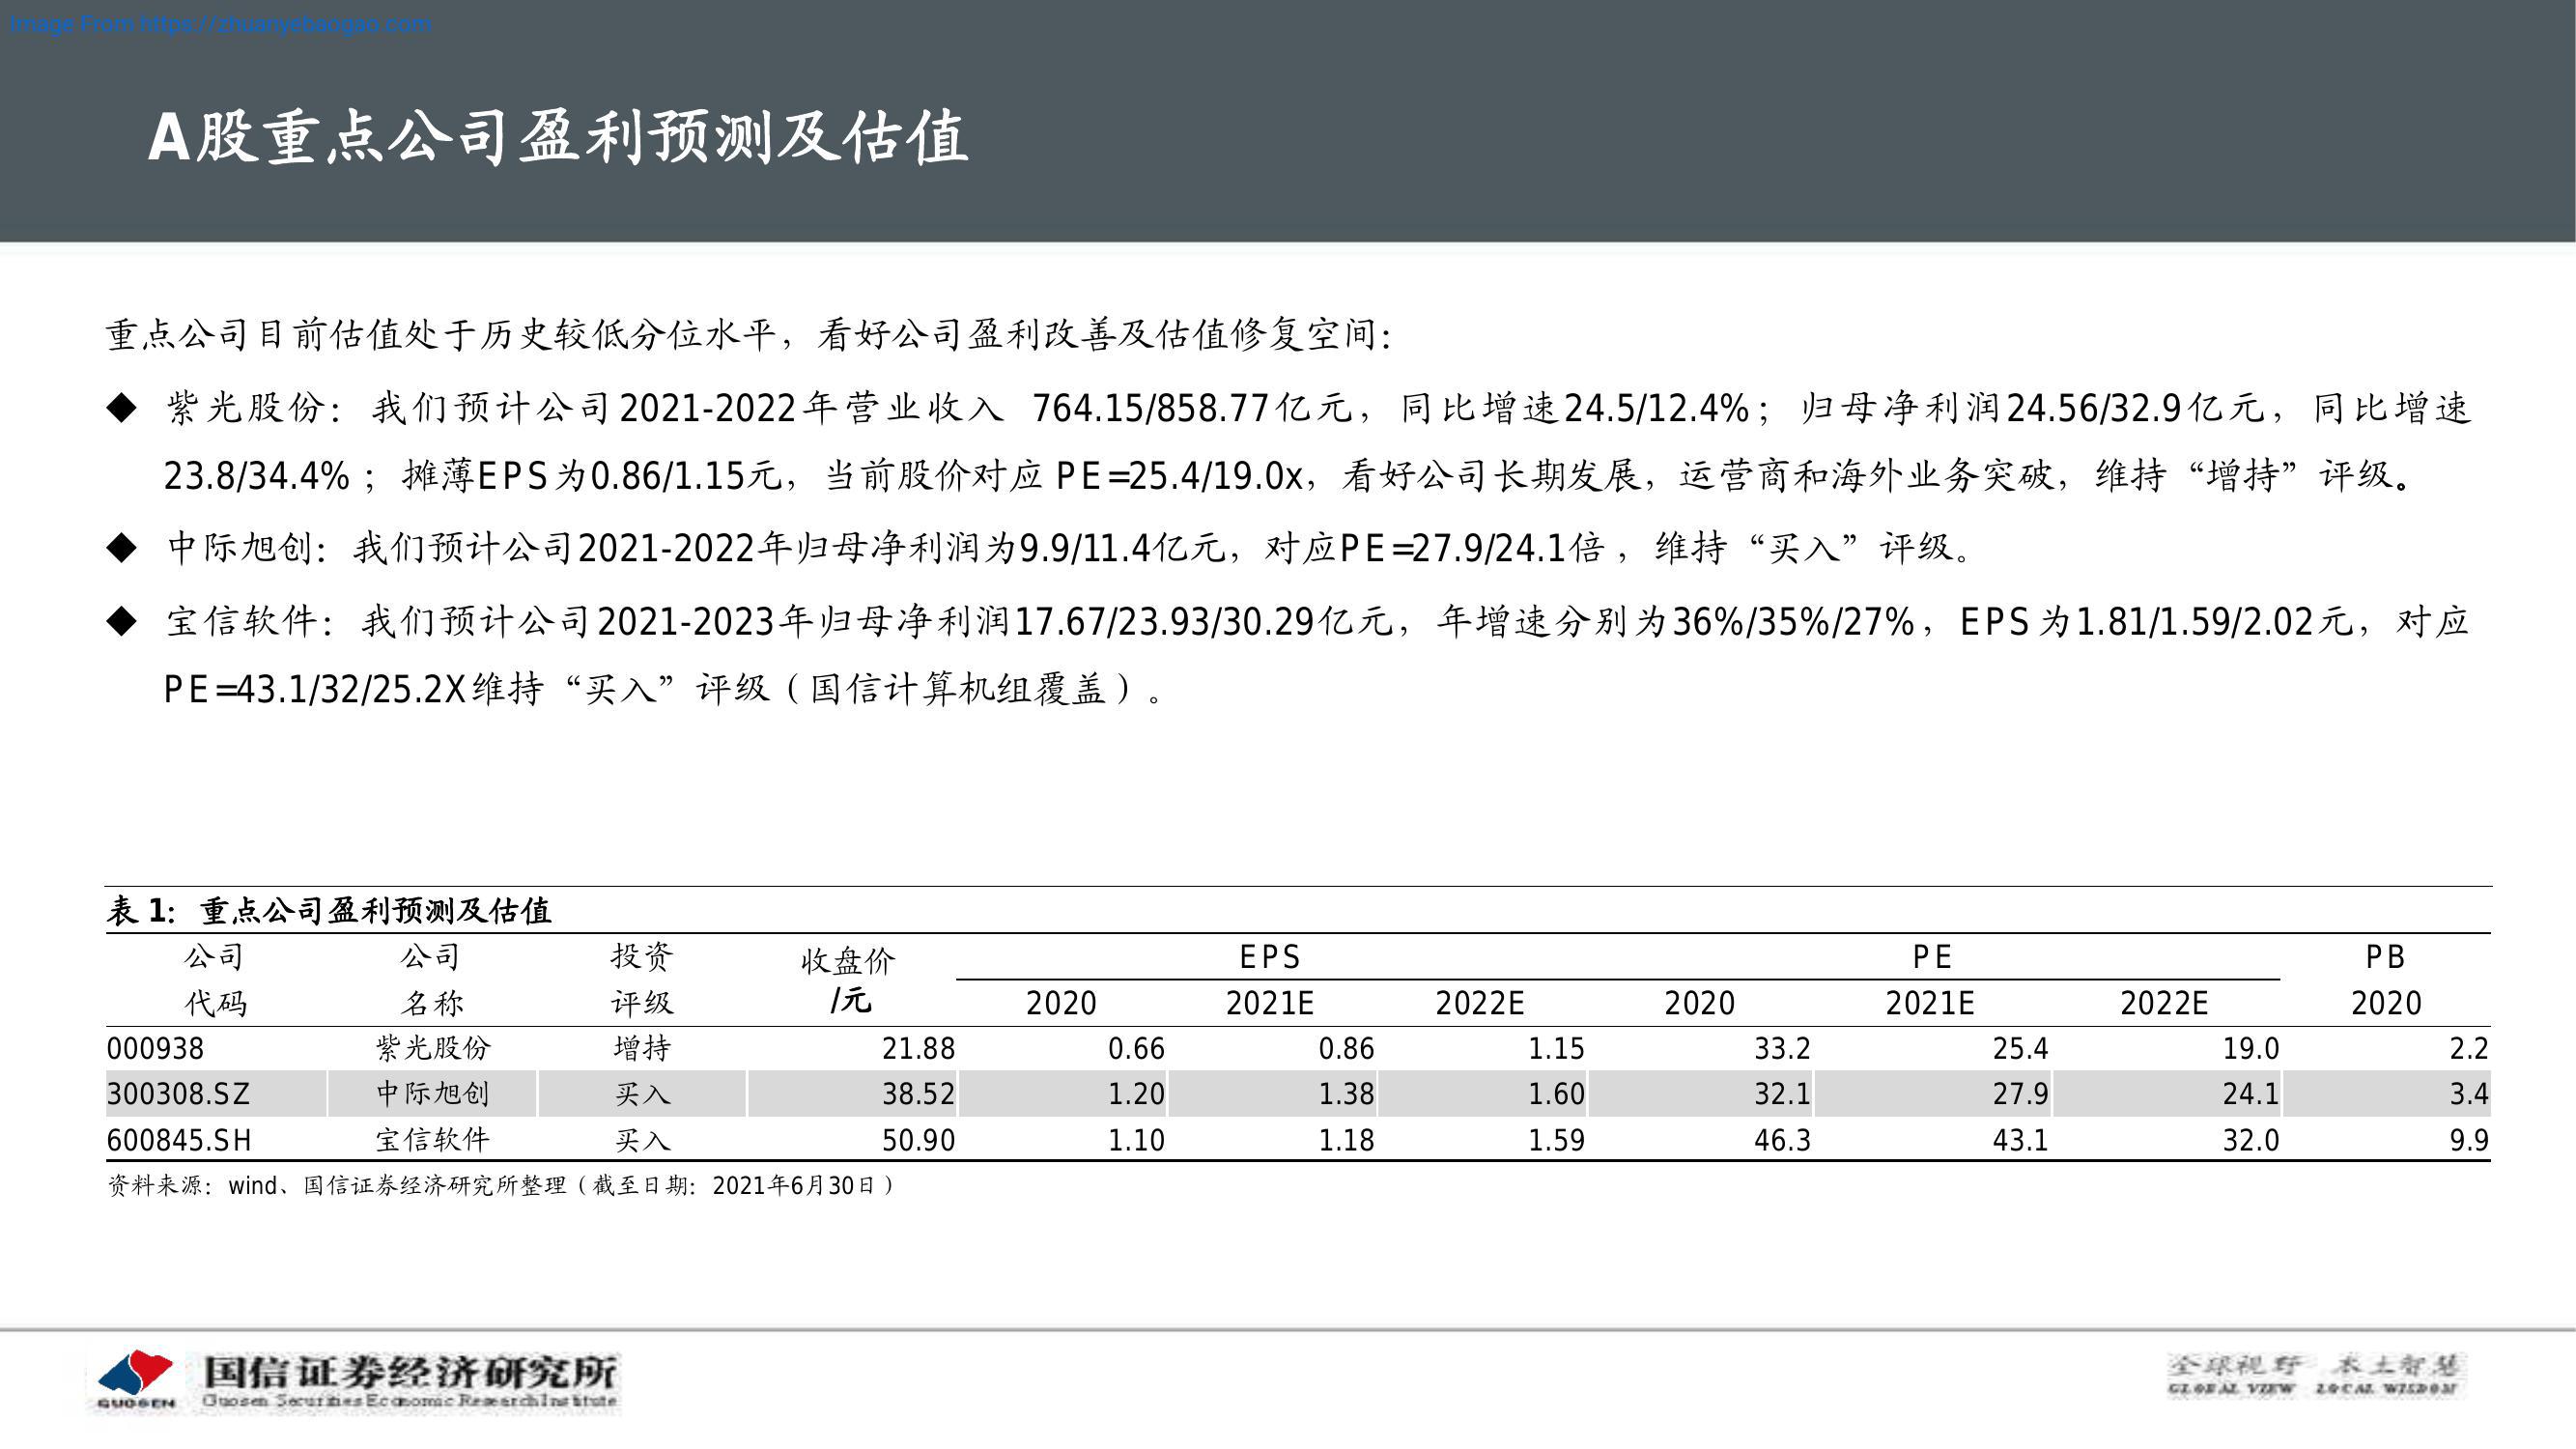 Image From https://zhuanyebaogao.com
A股重点公司盈利预测及估值
重点公司目前估值处于历史较低分位水平，看好公司盈利改善及估值修复空间：
◆ 紫光股份：我们预计公司2021-2022年营业收入 764.15/858.77亿元，同比增速24.5/12.4%；归母净利润24.56/32.9亿元，同比增速
23.8/34.4%；摊薄EPS为0.86/1.15元，当前股价对应 PE=25.4/19.0x，看好公司长期发展，运营商和海外业务突破，维持“增持”评级。
◆ 中际旭创：我们预计公司2021-2022年归母净利润为9.9/11.4亿元，对应PE=27.9/24.1倍，维持“买入”评级。
◆ 宝信软件：我们预计公司2021-2023年归母净利润17.67/23.93/30.29亿元，年增速分别为36%/35%/27%，EPS为1.81/1.59/2.02元，对应
PE=43.1/32/25.2X维持“买入”评级（国信计算机组覆盖）。
表 1：重点公司盈利预测及估值
公司 公司 投资 收盘价 EPS PE PB
代码 名称 评级 /元 2020 2021E 2022E 2020 2021E 2022E 2020
000938 紫光股份 增持 21.88 0.66 0.86 1.15 33.2 25.4 19.0 2.2
300308.SZ 中际旭创 买入 38.52 1.20 1.38 1.60 32.1 27.9 24.1 3.4
600845.SH 宝信软件 买入 50.90 1.10 1.18 1.59 46.3 43.1 32.0 9.9
资料来源：wind、国信证券经济研究所整理（截至日期：2021年6月30日）
国信证券经济研究所
GUOSEN Guosen Securities Economic Research Institute
全球视野 本土智慧
GLOBAL VIEW LOCAL WISDOM